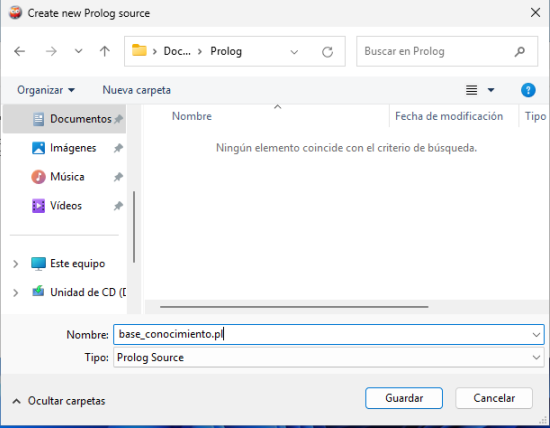 Create new Prolog source
Doc... Prolog
Buscar en Prolog
Organizar
Nueva carpeta
Documentos
Imágenes
Música
Vídeos
Este equipo
Unidad de CD (D
Nombre
Fecha de modificación
Tipo
Ningún elemento coincide con el criterio de búsqueda.
Nombre: base_conocimiento.pl
Tipo: Prolog Source
Ocultar carpetas
Guardar
Cancelar